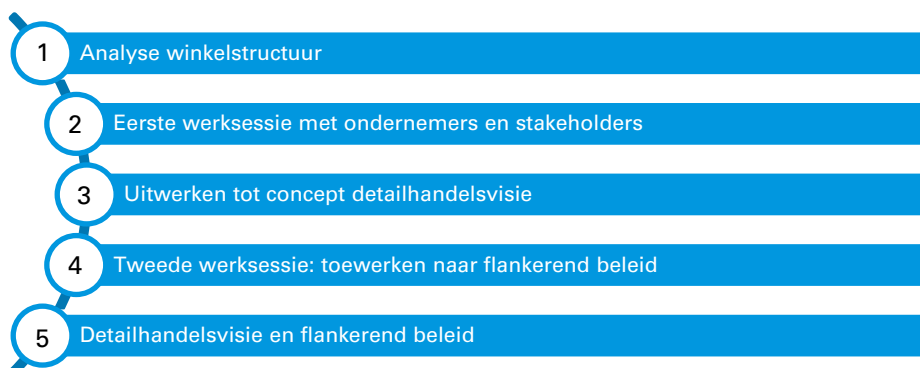 1 Analyse winkelstructuur
2 Eerste werksessie met ondernemers en stakeholders
3 Uitwerken tot concept detailhandelsvisie
4 Tweede werksessie: toewerken naar flankerend beleid
5 Detailhandelsvisie en flankerend beleid